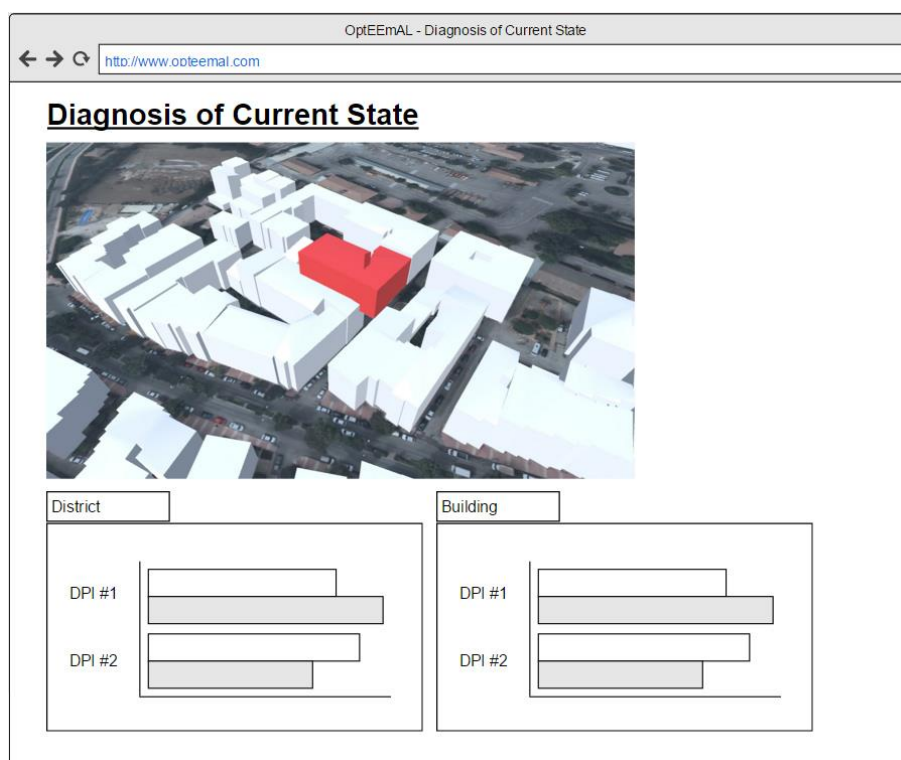 OptEEmAL - Diagnosis of Current State
http://www.opteemal.com
Diagnosis of Current State
District
Building
DPI #1
DPI #2
DPI #1
DPI #2